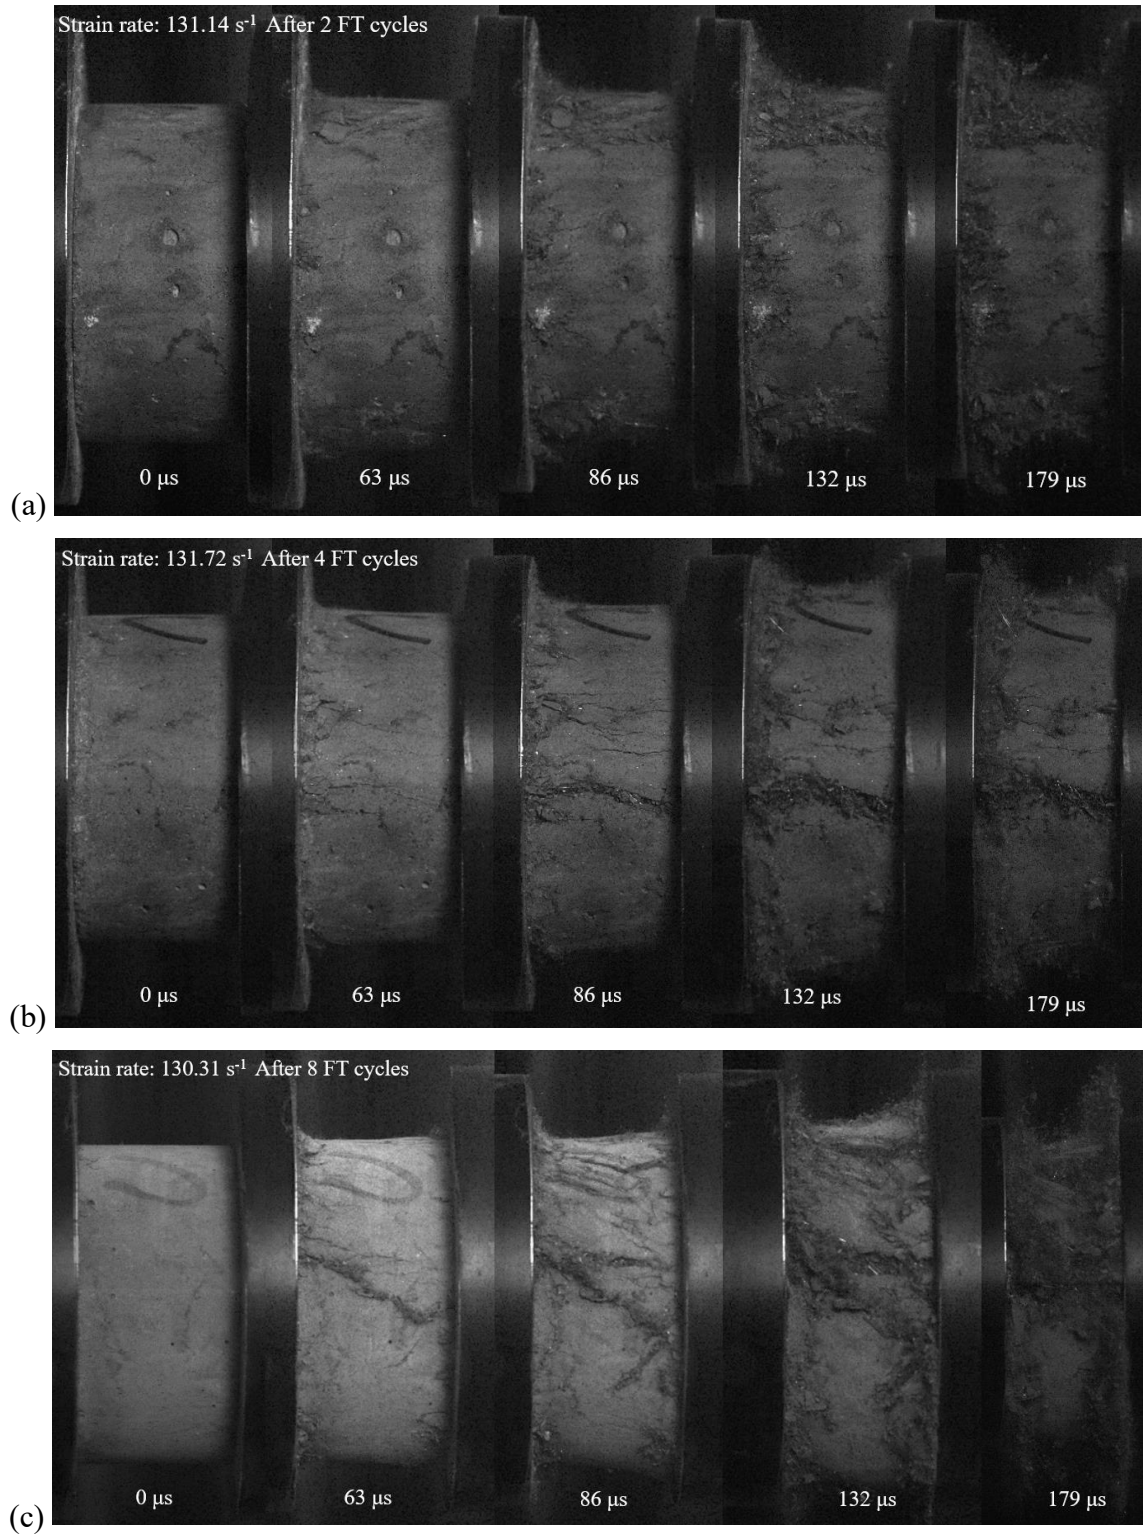 Strain rate: 131.14 s-1 After 2 FT cycles
0 μs 63 μs 86 μs 132 μs 179 μs
(a)
Strain rate: 131.72 s-1 After 4 FT cycles
0 μs 63 μs 86 μs 132 μs 179 μs
(b)
Strain rate: 130.31 s-1 After 8 FT cycles
0 μs 63 μs 86 μs 132 μs 179 μs
(c)